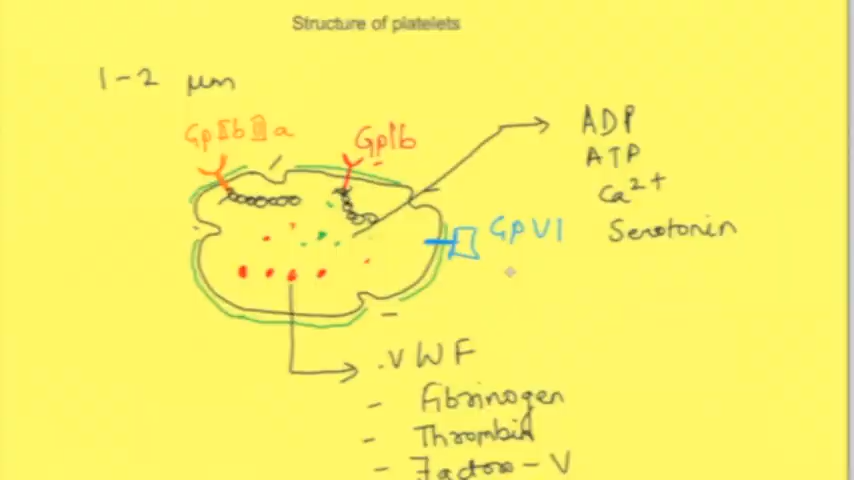 Structure of platelets
1-2 µm
GpIIbIIIa
GpIb
ADP
ATP
Ca2+
Serotonin
GpVI
.VWF
- Fibrinogen
- Thrombin
- Factor-V